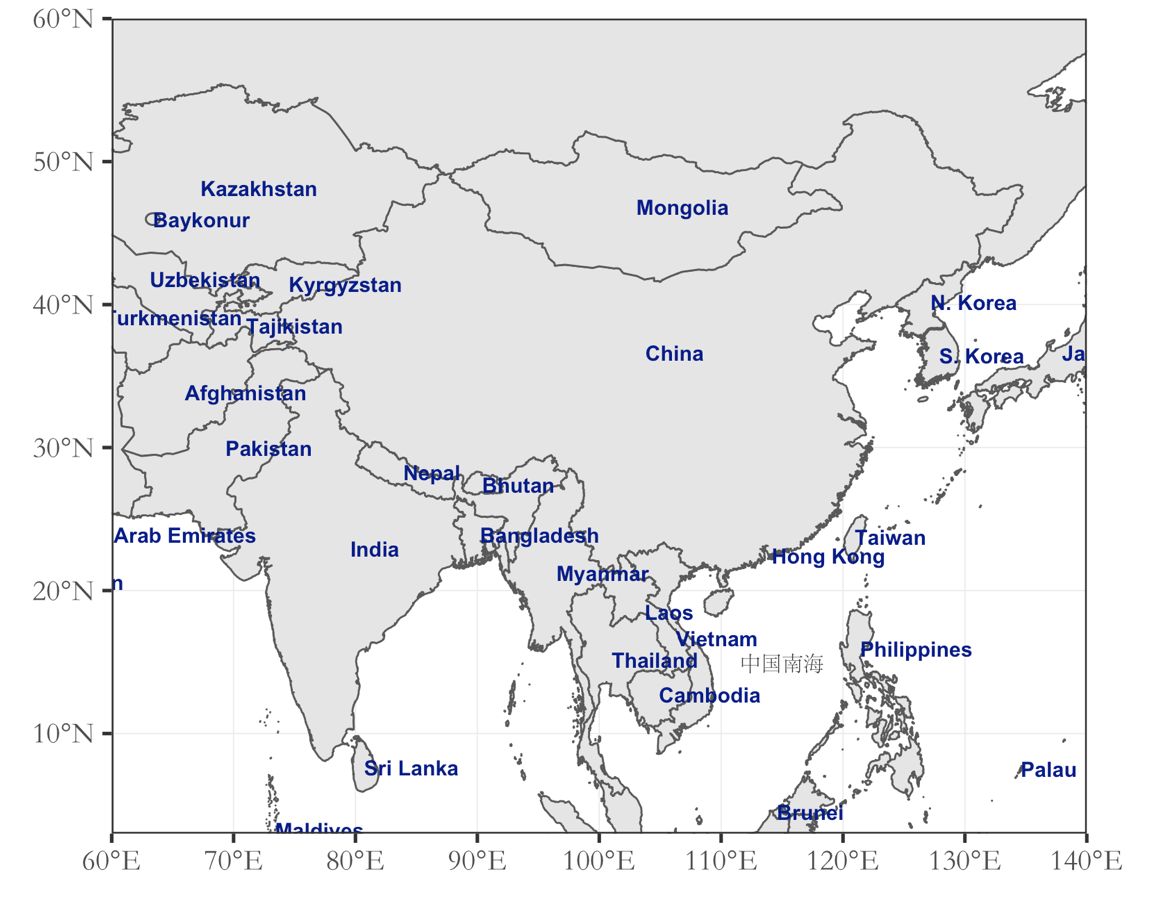 60°N
50°N
Kazakhstan
Mongolia
Baykonur
Uzbekistan
Kyrgyzstan
40°N
N. Korea
urkmenistan
Tajikistan
China
S. Korea
Ja
Afghanistan
30°N
Pakistan
Nepal
Bhutan
Arab Emirates
India
Bangladesh
Taiwan
Hong Kong
20°N
n
Myanmar
Laos
Vietnam
Philippines
Thailand
中国南海
Cambodia
10°N
Sri Lanka
Palau
Brunei
Maldives
60°E 70°E 80°E 90°E 100°E 110°E 120°E 130°E 140°E